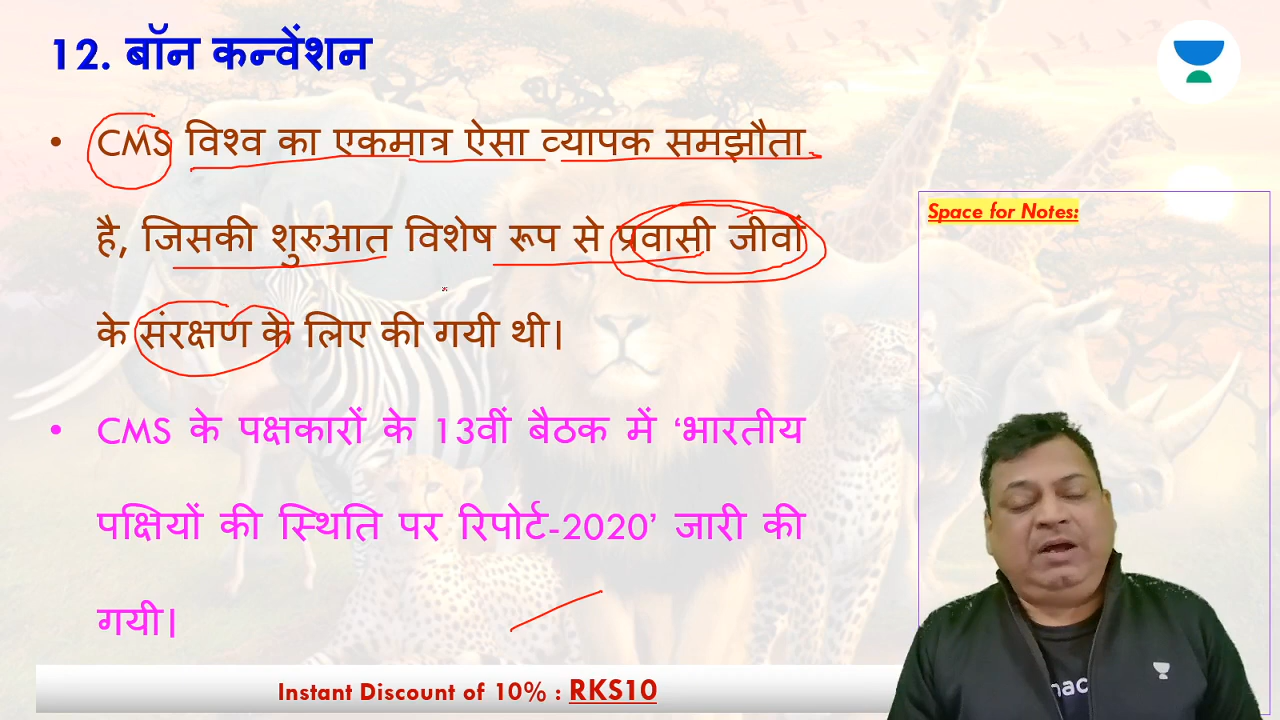 12. बॉन कन्वेंशन
• CMS विश्व का एकमात्र ऐसा व्यापक समझौता
है, जिसकी शुरुआत विशेष रूप से प्रवासी जीवों
के संरक्षण के लिए की गयी थी।
• CMS के पक्षकारों के 13वीं बैठक में ‘भारतीय
पक्षियों की स्थिति पर रिपोर्ट-2020’ जारी की
गयी।
Space for Notes:
Instant Discount of 10% : RKS10